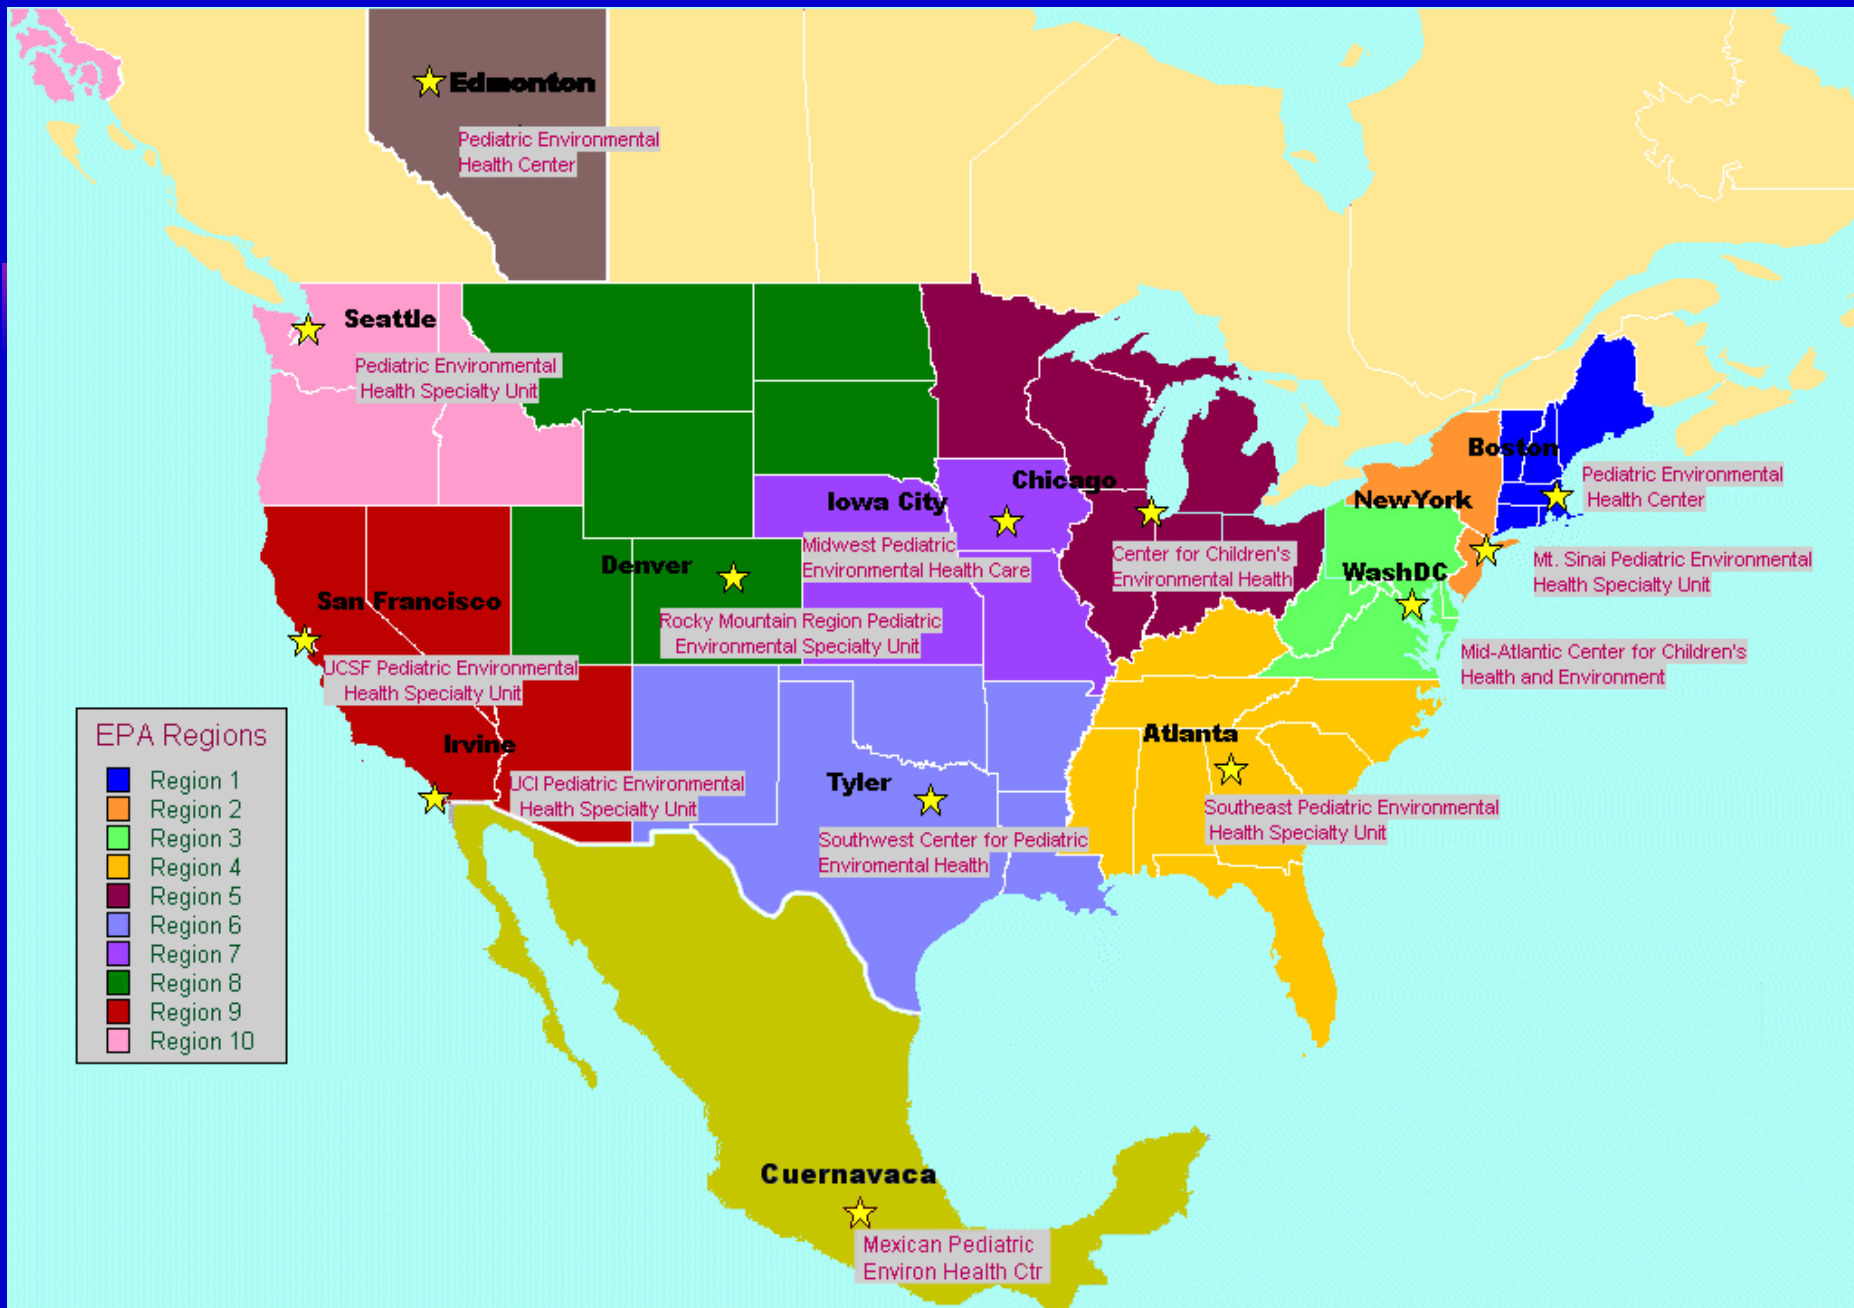 Edmonton
Pediatric Environmental
Health Center
Seattle
Pediatric Environmental
Health Specialty Unit
Boston
Pediatric Environmental
Health Center
Chicago
Center for Children's
Environmental Health
Iowa City
Midwest Pediatric
Environmental Health Care
NewYork
Mt. Sinai Pediatric Environmental
Health Specialty Unit
Denver
Rocky Mountain Region Pediatric
Environmental Specialty Unit
WashDC
Mid-Atlantic Center for Children's
Health and Environment
San Francisco
UCSF Pediatric Environmental
Health Specialty Unit
Irvine
UCI Pediatric Environmental
Health Specialty Unit
Tyler
Southwest Center for Pediatric
Enviromental Health
Atlanta
Southeast Pediatric Environmental
Health Specialty Unit
EPA Regions
Region 1
Region 2
Region 3
Region 4
Region 5
Region 6
Region 7
Region 8
Region 9
Region 10
Cuernavaca
Mexican Pediatric
Environ Health Ctr